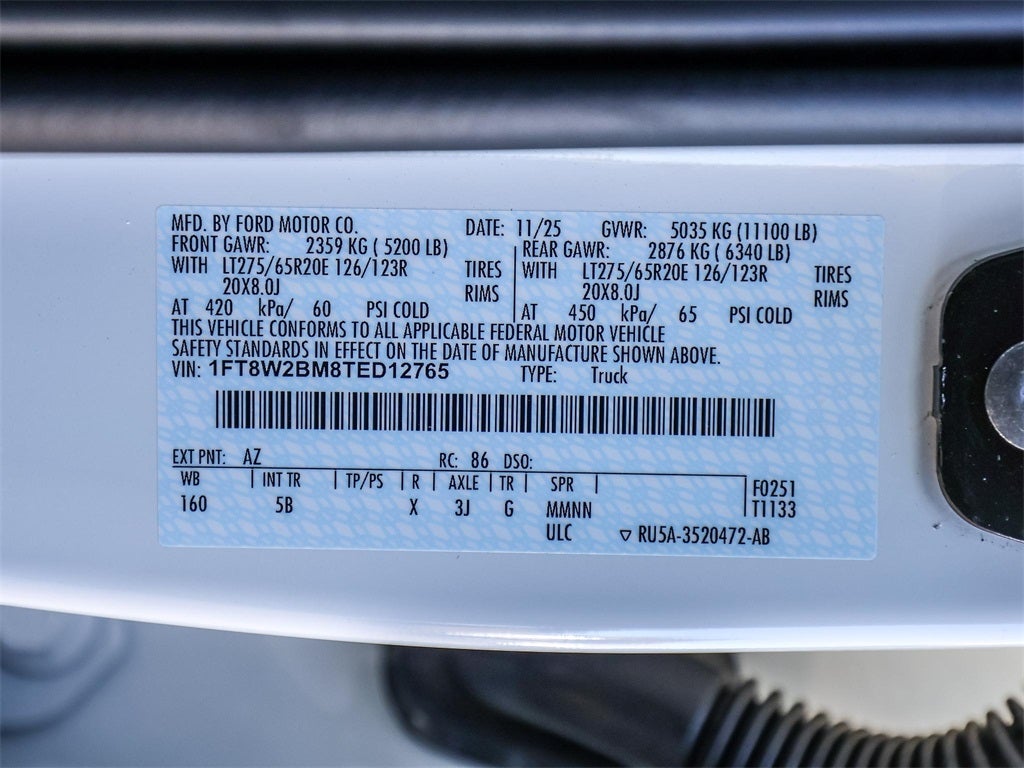 MFD. BY FORD MOTOR CO. DATE: 11/25 GVWR: 5035 KG (11100 LB)
FRONT GAWR: 2359 KG ( 5200 LB) REAR GAWR: 2876 KG ( 6340 LB)
WITH LT275/65R20E 126/123R TIRES WITH LT275/65R20E 126/123R TIRES
20X8.0J RIMS 20X8.0J RIMS
AT 420 kPa/ 60 PSI COLD AT 450 kPa/ 65 PSI COLD
THIS VEHICLE CONFORMS TO ALL APPLICABLE FEDERAL MOTOR VEHICLE
SAFETY STANDARDS IN EFFECT ON THE DATE OF MANUFACTURE SHOWN ABOVE.
VIN: 1FT8W2BM8TED12765 TYPE: Truck
EXT PNT: AZ RC: 86 DSO:
WB INT TR TP/PS R AXLE TR SPR F0251
160 5B X 3J G MMNN T1133
ULC ▽ RU5A-3520472-AB